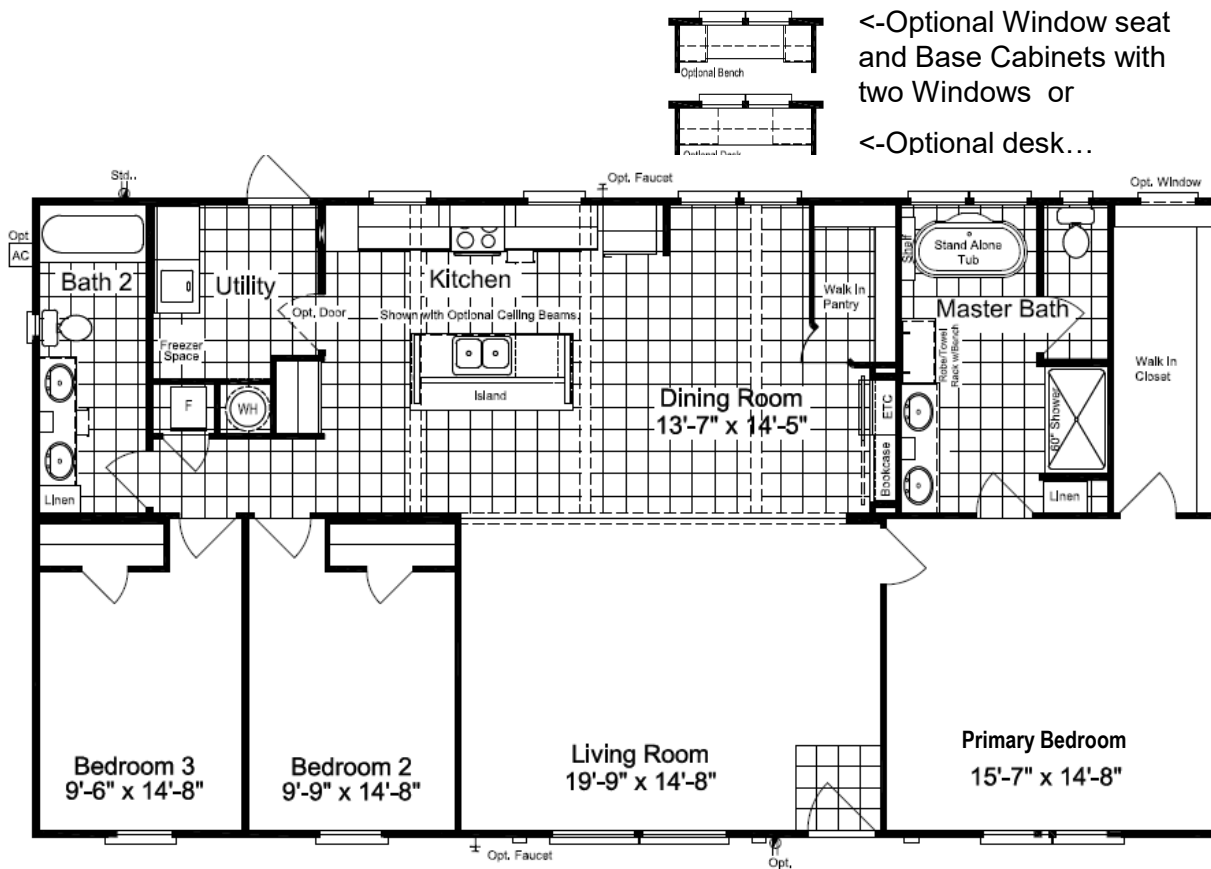 <-Optional Window seat
and Base Cabinets with
two Windows or
Optional Bench
<-Optional desk…
Optional Desk
Std..
Opt. Faucet
Opt. Window
Opt
AC
Bath 2
Utility
Opt. Door
Freezer
Space
F
WH
Linen
Kitchen
Shown with Optional Ceiling Beams
Island
Dining Room
13'-7" x 14'-5"
Walk In
Pantry
ETC
Bookcase
Shelf
Stand Alone
Tub
Master Bath
Robe/Towel
Rack w/Bench
60" Shower
Linen
Walk In
Closet
Bedroom 3
9'-6" x 14'-8"
Bedroom 2
9'-9" x 14'-8"
Living Room
19'-9" x 14'-8"
Primary Bedroom
15'-7" x 14'-8"
Opt. Faucet
Opt.